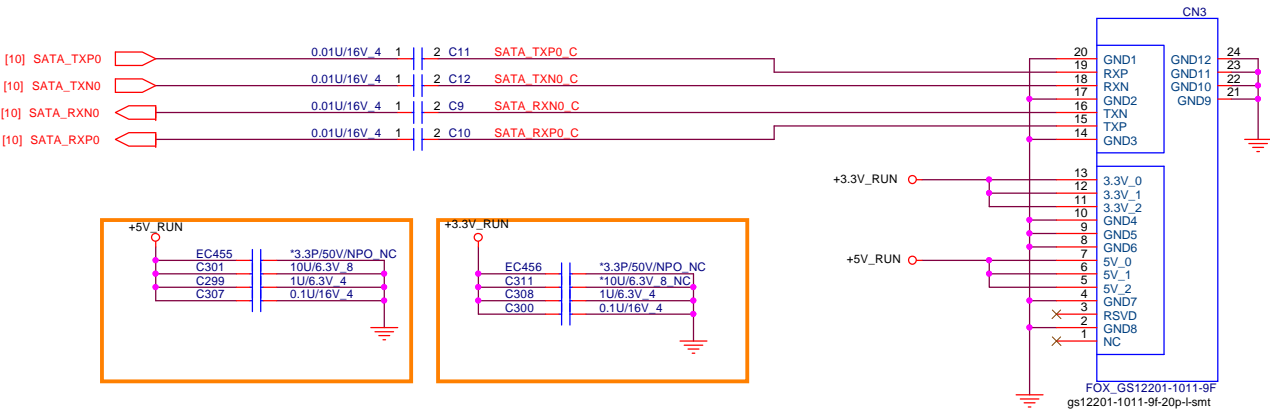 CN3
[10] SATA_TXP0 0.01U/16V_4 1 2 C11 SATA_TXP0_C
[10] SATA_TXN0 0.01U/16V_4 1 2 C12 SATA_TXN0_C
[10] SATA_RXN0 0.01U/16V_4 1 2 C9 SATA_RXN0_C
[10] SATA_RXP0 0.01U/16V_4 1 2 C10 SATA_RXP0_C
20 GND1 GND12 24
19 RXP GND11 23
18 RXN GND10 22
17 GND2 GND9 21
16 TXN
15 TXP
14 GND3
+3.3V_RUN
13 3.3V_0
12 3.3V_1
11 3.3V_2
10 GND4
9 GND5
8 GND6
+5V_RUN
7 5V_0
6 5V_1
5 5V_2
4 GND7
3 RSVD
2 GND8
1 NC
FOX_GS12201-1011-9F
gs12201-1011-9f-20p-l-smt
+5V_RUN
EC455 *3.3P/50V/NPO_NC
C301 10U/6.3V_8
C299 1U/6.3V_4
C307 0.1U/16V_4
+3.3V_RUN
EC456 *3.3P/50V/NPO_NC
C311 *10U/6.3V_8_NC
C308 1U/6.3V_4
C300 0.1U/16V_4